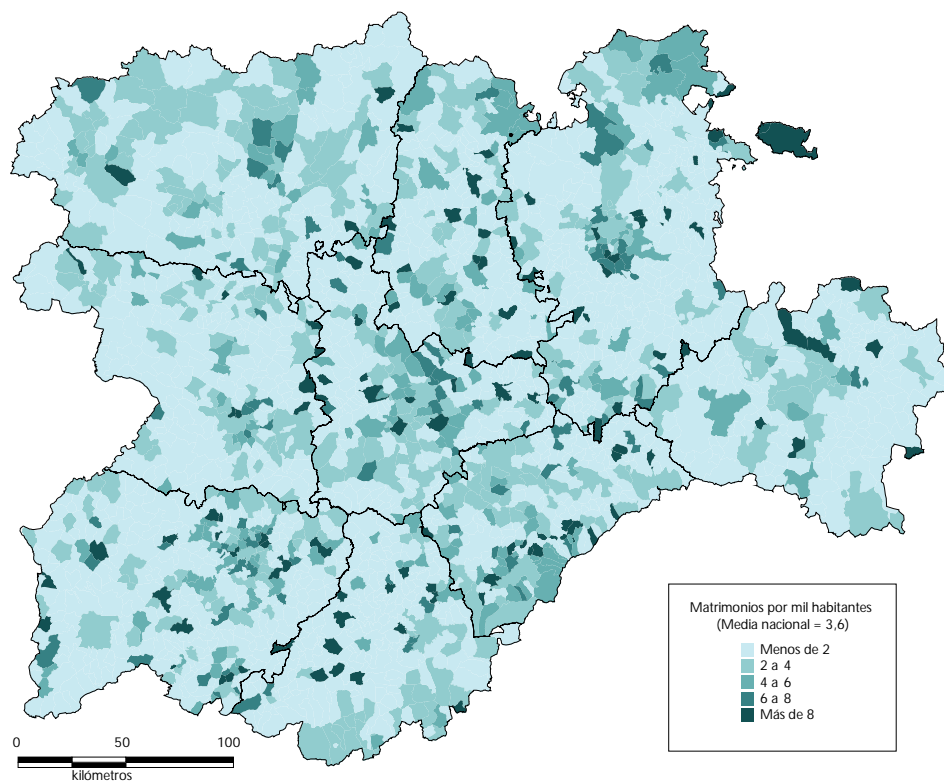 Matrimonios por mil habitantes
(Media nacional = 3,6)
Menos de 2
2 a 4
4 a 6
6 a 8
Más de 8
0 50 100
kilómetros